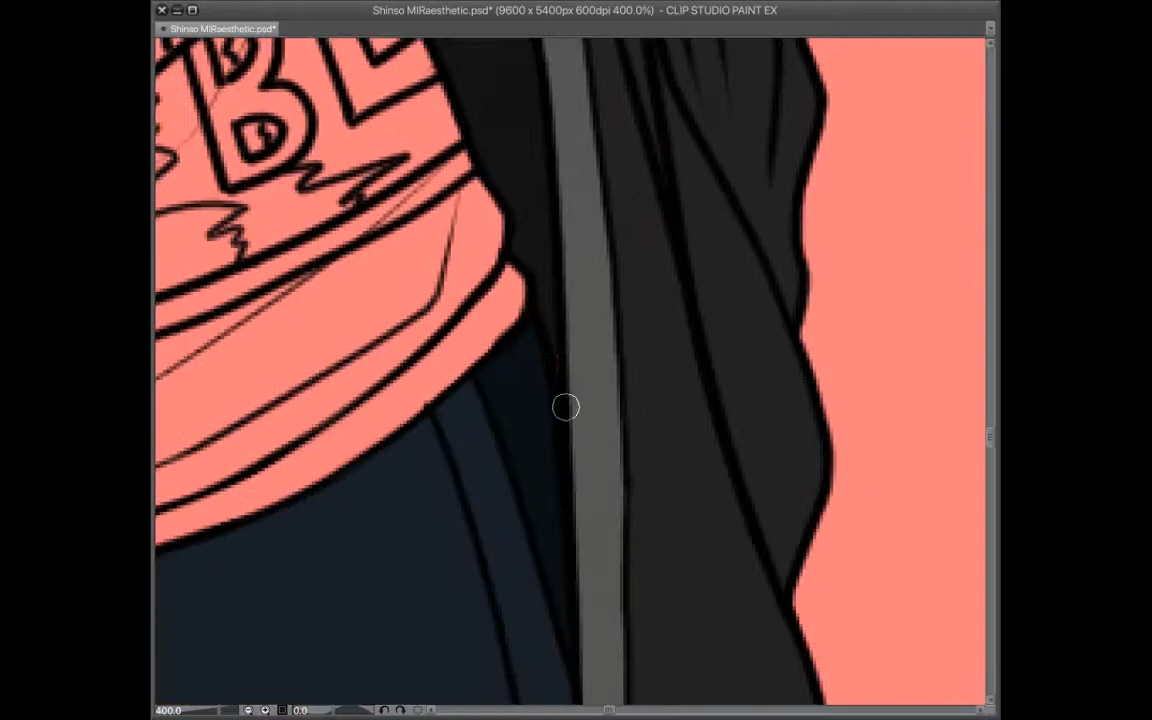 Shinso MIRaesthetic.psd* (9600 x 5400px 600dpi 400.0%) - CLIP STUDIO PAINT EX
Shinso MIRaesthetic.psd*
BL
400.0
0.0